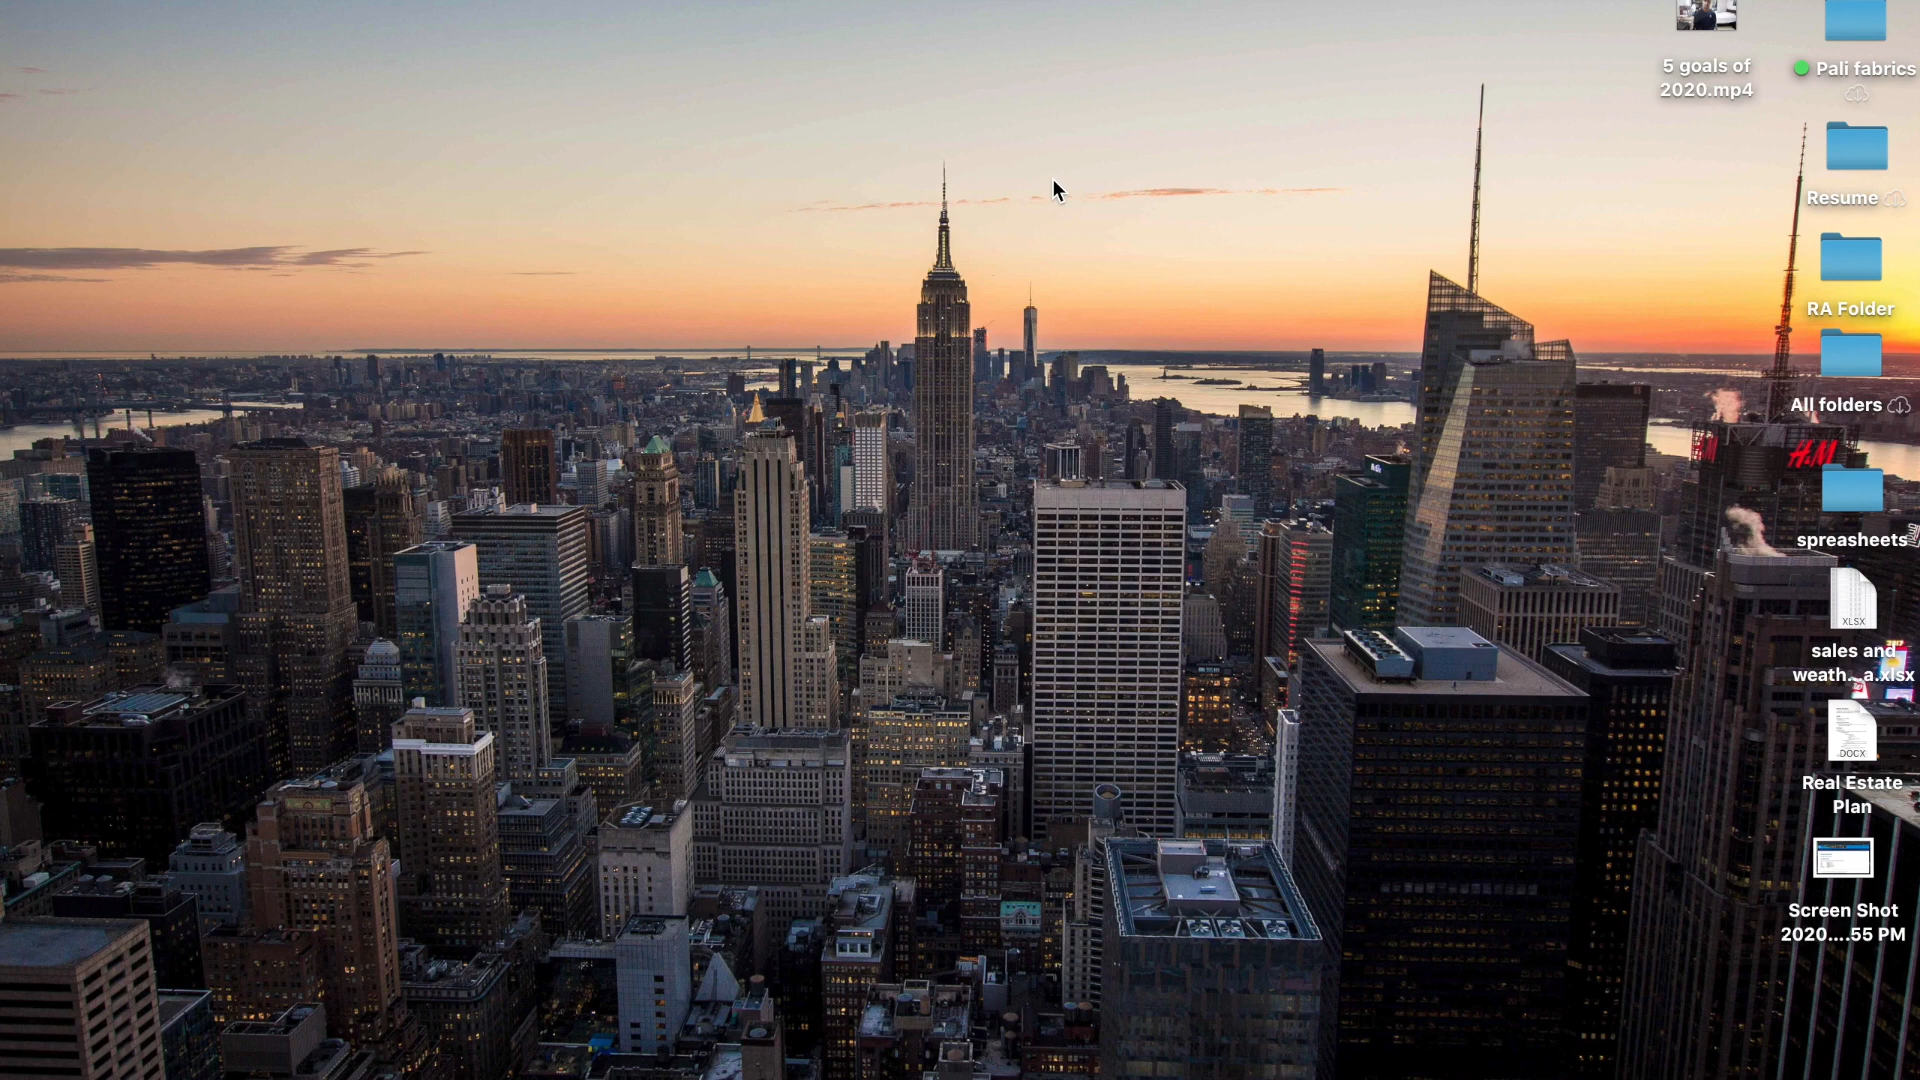 5 goals of
2020.mp4
Pali fabrics
Resume
RA Folder
All folders
H&M
spreasheets
XLSX
sales and
weath...a.xlsx
DOCX
Real Estate
Plan
Screen Shot
2020....55 PM